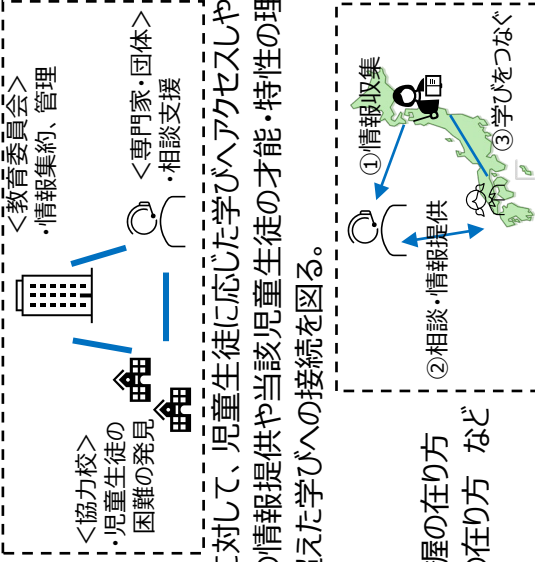 <教育委員会>
･情報集約、管理
<協力校>
･児童生徒の
困難の発見
<専門家・団体>
･相談支援
に対して、児童生徒に応じた学びへアクセスしや
の情報提供や当該児童生徒の才能・特性の理
超えた学びへの接続を図る。
①情報収集
②相談・情報提供
③学びをつなぐ
握の在り方
の在り方 など